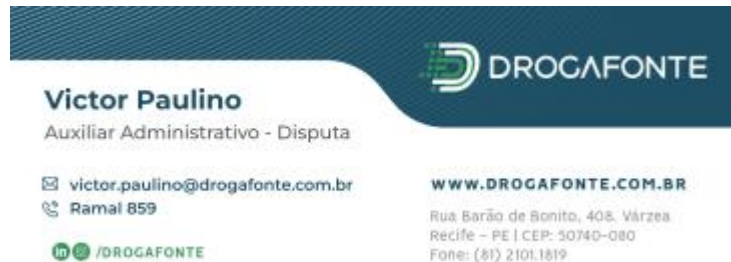 DROGAFONTE
Victor Paulino
Auxiliar Administrativo - Disputa
victor.paulino@drogafonte.com.br
Ramal 859
/DROGAFONTE
WWW.DROGAFONTE.COM.BR
Rua Barão de Bonito, 408. Várzea
Recife – PE | CEP: 50740-080
Fone: (81) 2101.1819